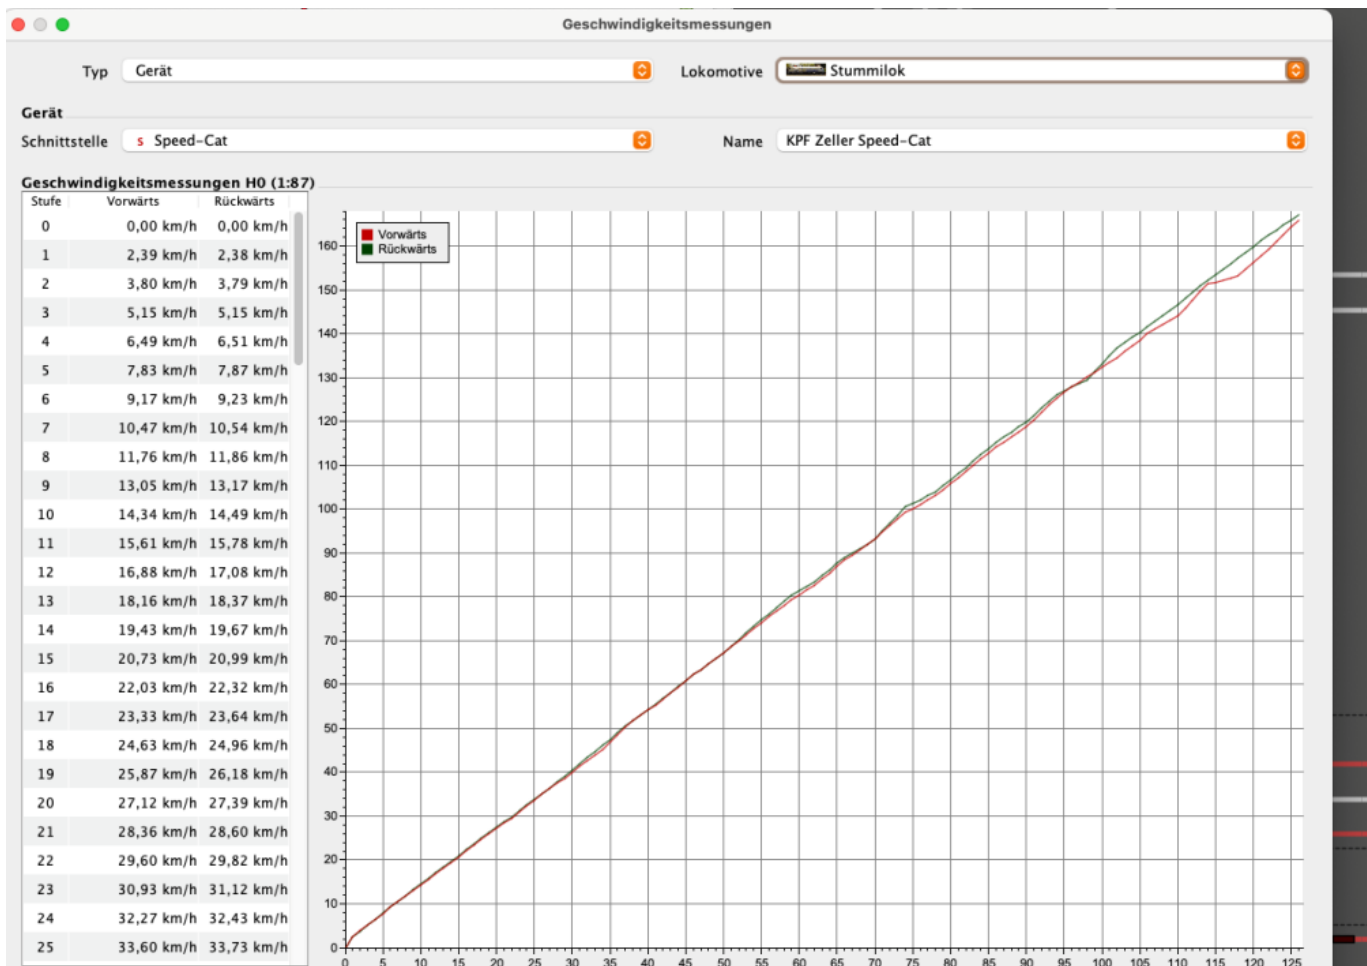 Geschwindigkeitsmessungen
Typ Gerät Lokomotive Stummilok
Gerät
Schnittstelle s Speed-Cat Name KPF Zeller Speed-Cat
Geschwindigkeitsmessungen H0 (1:87)
Stufe Vorwärts Rückwärts
0 0,00 km/h 0,00 km/h
1 2,39 km/h 2,38 km/h
2 3,80 km/h 3,79 km/h
3 5,15 km/h 5,15 km/h
4 6,49 km/h 6,51 km/h
5 7,83 km/h 7,87 km/h
6 9,17 km/h 9,23 km/h
7 10,47 km/h 10,54 km/h
8 11,76 km/h 11,86 km/h
9 13,05 km/h 13,17 km/h
10 14,34 km/h 14,49 km/h
11 15,61 km/h 15,78 km/h
12 16,88 km/h 17,08 km/h
13 18,16 km/h 18,37 km/h
14 19,43 km/h 19,67 km/h
15 20,73 km/h 20,99 km/h
16 22,03 km/h 22,32 km/h
17 23,33 km/h 23,64 km/h
18 24,63 km/h 24,96 km/h
19 25,87 km/h 26,18 km/h
20 27,12 km/h 27,39 km/h
21 28,36 km/h 28,60 km/h
22 29,60 km/h 29,82 km/h
23 30,93 km/h 31,12 km/h
24 32,27 km/h 32,43 km/h
25 33,60 km/h 33,73 km/h
Vorwärts
Rückwärts
160
150
140
130
120
110
100
90
80
70
60
50
40
30
20
10
0
0 5 10 15 20 25 30 35 40 45 50 55 60 65 70 75 80 85 90 95 100 105 110 115 120 125